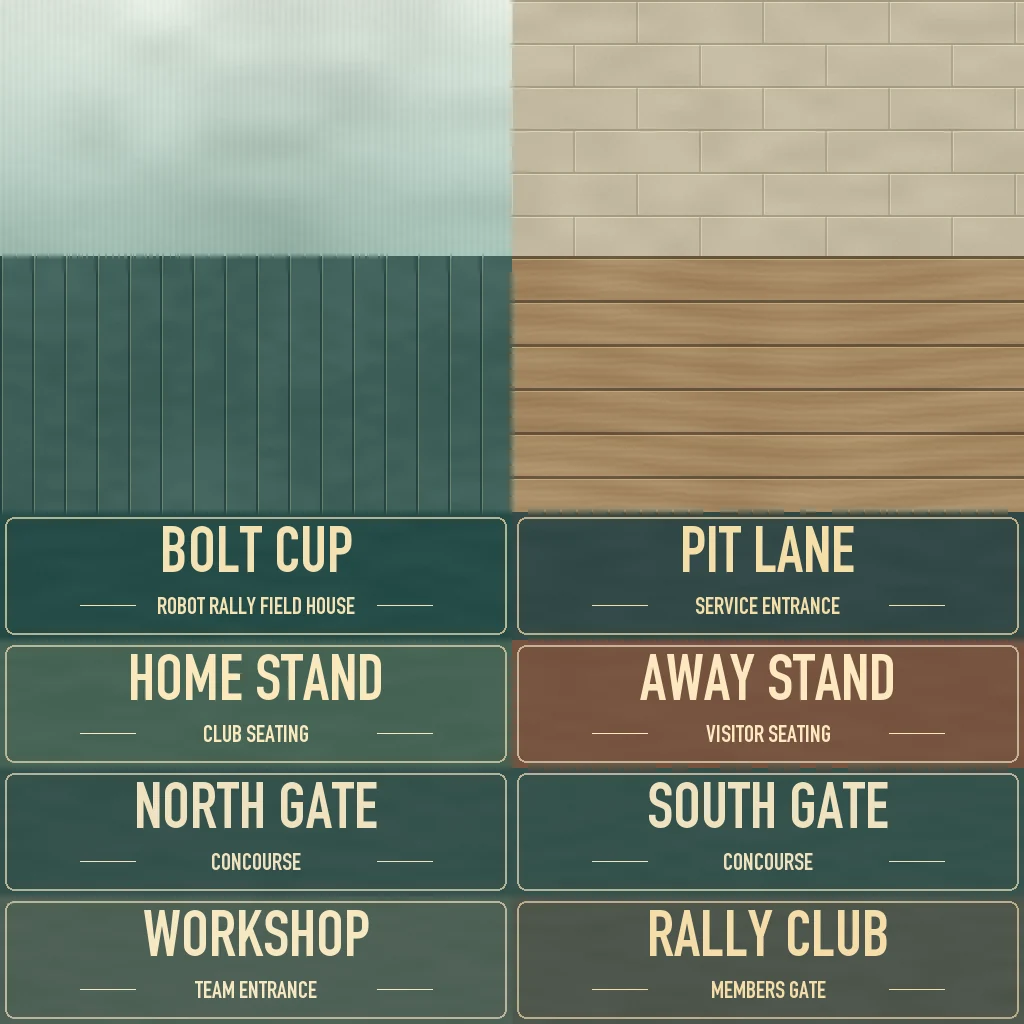 BOLT CUP
ROBOT RALLY FIELD HOUSE
PIT LANE
SERVICE ENTRANCE
HOME STAND
CLUB SEATING
AWAY STAND
VISITOR SEATING
NORTH GATE
CONCOURSE
SOUTH GATE
CONCOURSE
WORKSHOP
TEAM ENTRANCE
RALLY CLUB
MEMBERS GATE